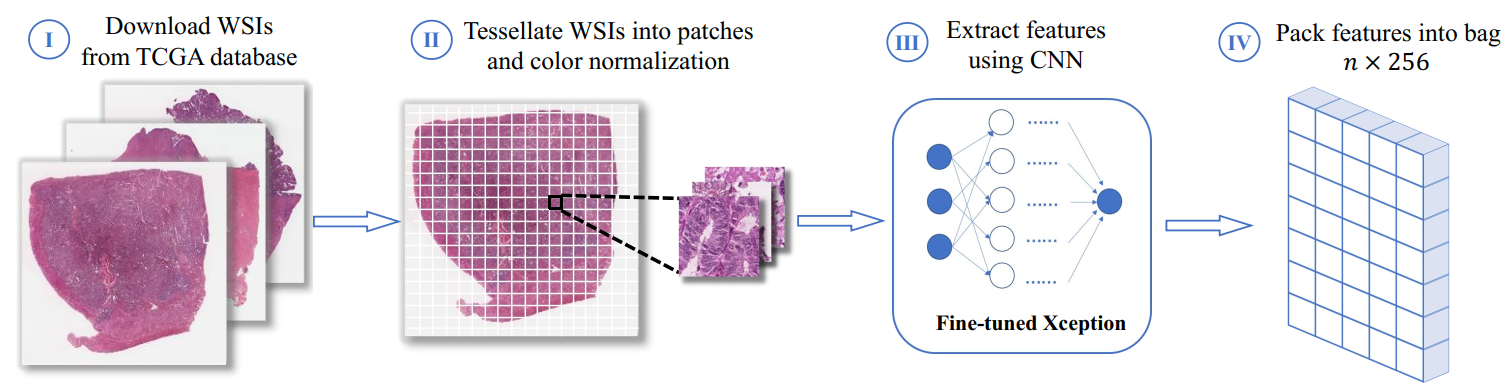 I
Download WSIs
from TCGA database
II
Tessellate WSIs into patches
and color normalization
III
Extract features
using CNN
IV
Pack features into bag
n × 256
......
......
......
......
......
Fine-tuned Xception